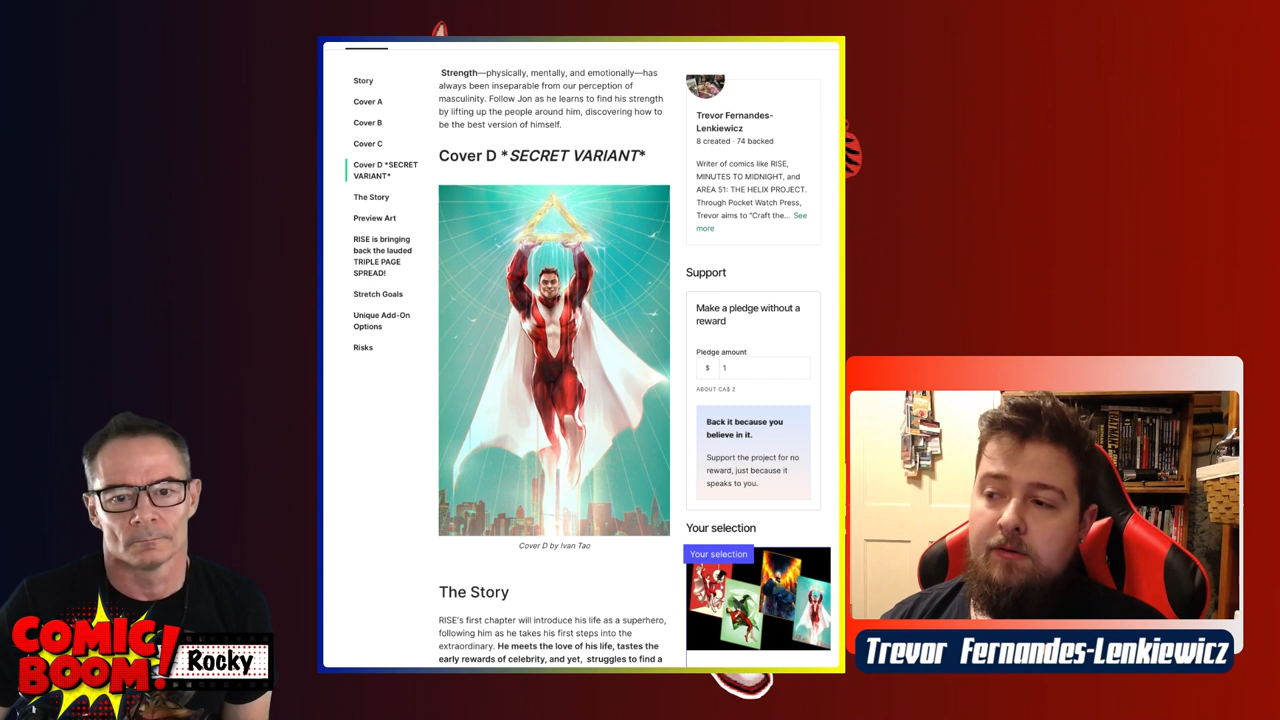 Story
Cover A
Cover B
Cover C
Cover D *SECRET
VARIANT*
The Story
Preview Art
RISE is bringing
back the lauded
TRIPLE PAGE
SPREAD!
Stretch Goals
Unique Add-On
Options
Risks
Strength—physically, mentally, and emotionally—has
always been inseparable from our perception of
masculinity. Follow Jon as he learns to find his strength
by lifting up the people around him, discovering how to
be the best version of himself.
Cover D *SECRET VARIANT*
Cover D by Ivan Tao
The Story
RISE's first chapter will introduce his life as a superhero,
following him as he takes his first steps into the
extraordinary. He meets the love of his life, tastes the
early rewards of celebrity, and yet, struggles to find a
Trevor Fernandes-
Lenkiewicz
8 created · 74 backed
Writer of comics like RISE,
MINUTES TO MIDNIGHT, and
AREA 51: THE HELIX PROJECT.
Through Pocket Watch Press,
Trevor aims to "Craft the... See
more
Support
Make a pledge without a
reward
Pledge amount
$ 1
ABOUT CA$ 2
Back it because you
believe in it.
Support the project for no
reward, just because it
speaks to you.
Your selection
Your selection
COMIC
BOOM!
Rocky
Trevor Fernandes-Lenkiewicz